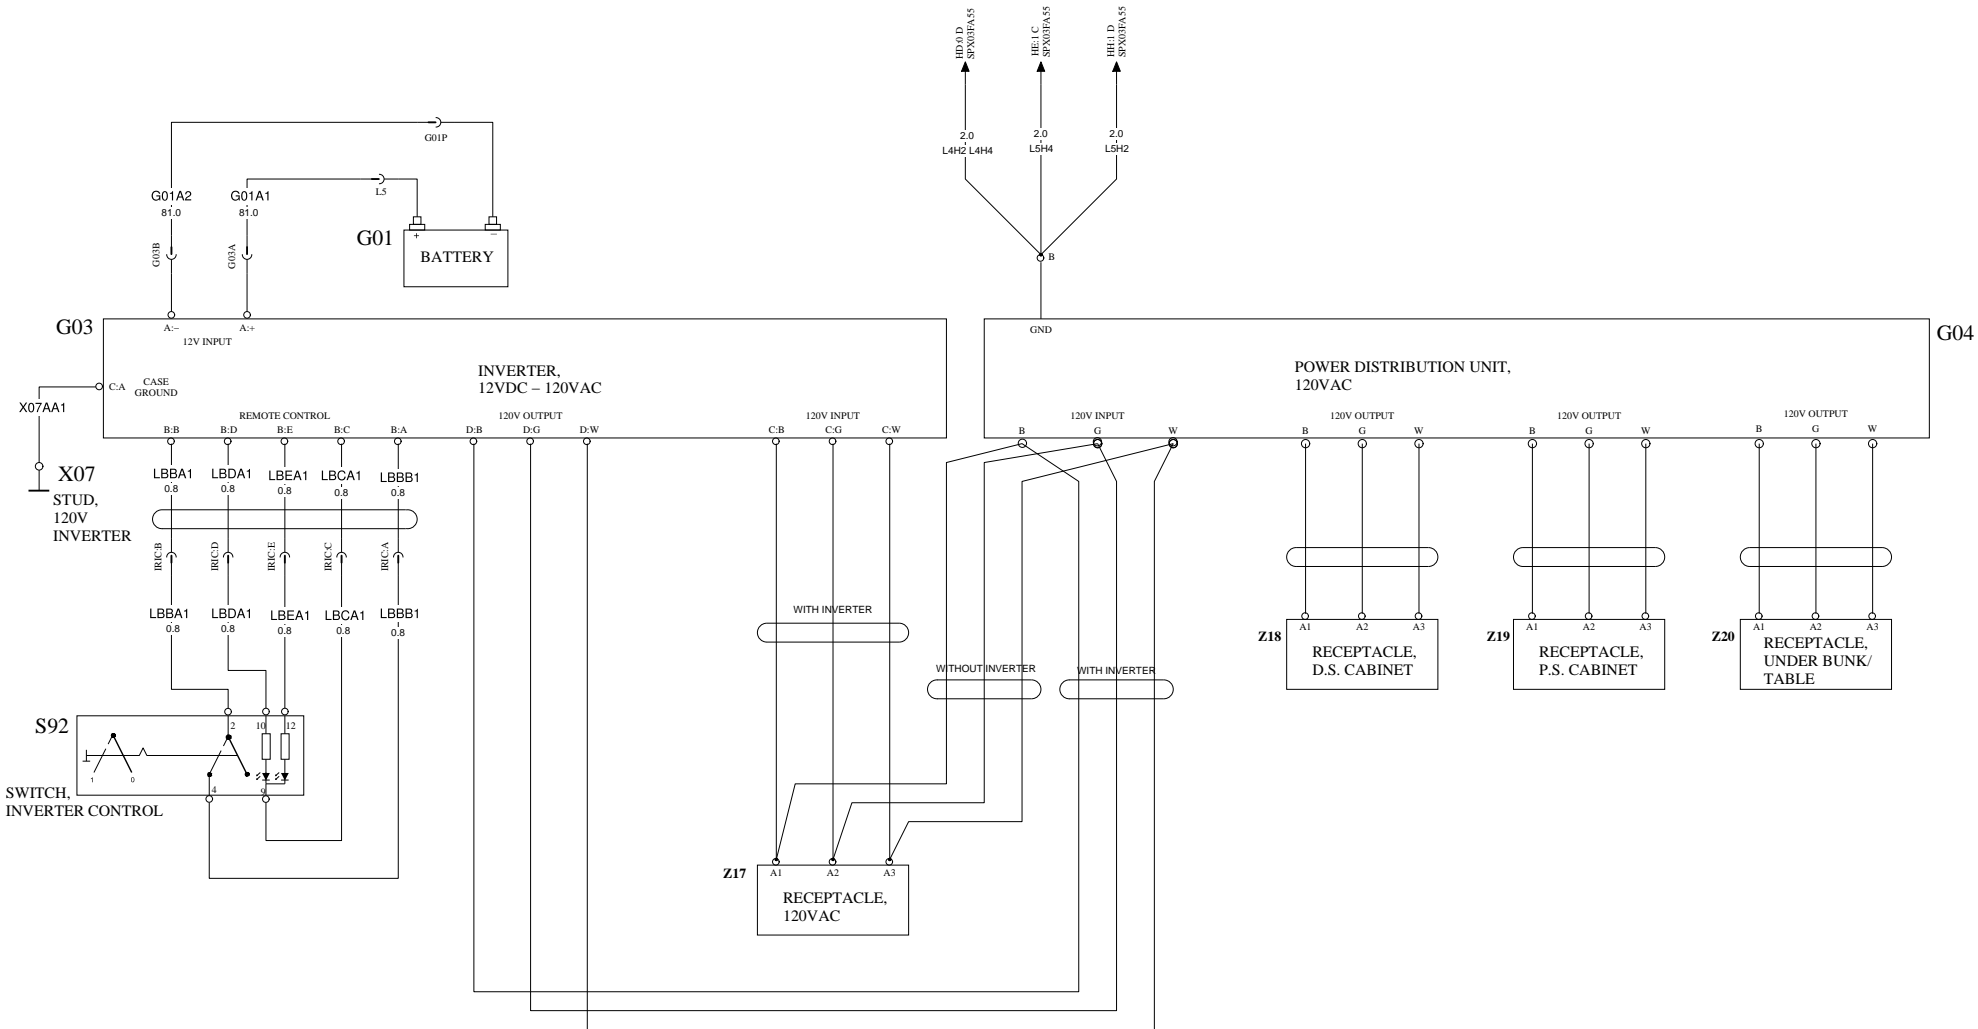 HD:0 D
SPX03FA55
HE:1 C
SPX03FA55
HH:1 D
SPX03FA55
2.0
L4H2 L4H4
2.0
L5H4
2.0
L5H2
B
G01P
L5
G01A2
81.0
G01A1
81.0
G03B
G03A
G01
+
–
BATTERY
G03
A:–
A:+
12V INPUT
C:A
CASE
GROUND
INVERTER,
12VDC – 120VAC
REMOTE CONTROL
120V OUTPUT
120V INPUT
B:B
B:D
B:E
B:C
B:A
D:B
D:G
D:W
C:B
C:G
C:W
GND
G04
POWER DISTRIBUTION UNIT,
120VAC
120V INPUT
120V OUTPUT
120V OUTPUT
120V OUTPUT
B
G
W
B
G
W
B
G
W
B
G
W
X07AA1
X07
STUD,
120V
INVERTER
LBBA1
0.8
LBDA1
0.8
LBEA1
0.8
LBCA1
0.8
LBBB1
0.8
IRIC:B
IRIC:D
IRIC:E
IRIC:C
IRIC:A
LBBA1
0.8
LBDA1
0.8
LBEA1
0.8
LBCA1
0.8
LBBB1
0.8
WITH INVERTER
WITHOUT INVERTER
WITH INVERTER
Z18
A1
A2
A3
RECEPTACLE,
D.S. CABINET
Z19
A1
A2
A3
RECEPTACLE,
P.S. CABINET
Z20
A1
A2
A3
RECEPTACLE,
UNDER BUNK/
TABLE
S92
2
10
12
1
0
4
9
SWITCH,
INVERTER CONTROL
Z17
A1
A2
A3
RECEPTACLE,
120VAC